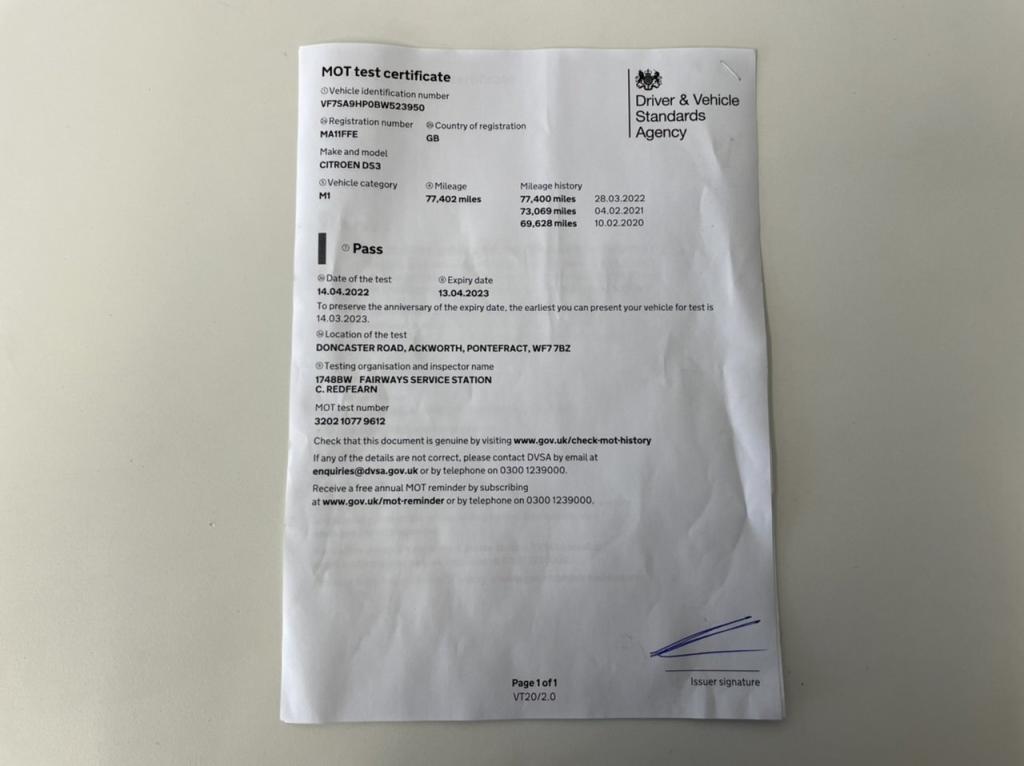 MOT test certificate
Driver & Vehicle
Standards
Agency
Vehicle identification number
VF7SA9HP0BW523950
Registration number Country of registration
MA11FFE GB
Make and model
CITROEN DS3
Vehicle category Mileage Mileage history
M1 77,402 miles 77,400 miles 28.03.2022
73,069 miles 04.02.2021
69,628 miles 10.02.2020
Pass
Date of the test Expiry date
14.04.2022 13.04.2023
To preserve the anniversary of the expiry date, the earliest you can present your vehicle for test is
14.03.2023.
Location of the test
DONCASTER ROAD, ACKWORTH, PONTEFRACT, WF7 7BZ
Testing organisation and inspector name
1748BW FAIRWAYS SERVICE STATION
C. REDFEARN
MOT test number
3202 1077 9612
Check that this document is genuine by visiting www.gov.uk/check-mot-history
If any of the details are not correct, please contact DVSA by email at
enquiries@dvsa.gov.uk or by telephone on 0300 1239000.
Receive a free annual MOT reminder by subscribing
at www.gov.uk/mot-reminder or by telephone on 0300 1239000.
Issuer signature
Page 1 of 1
VT20/2.0